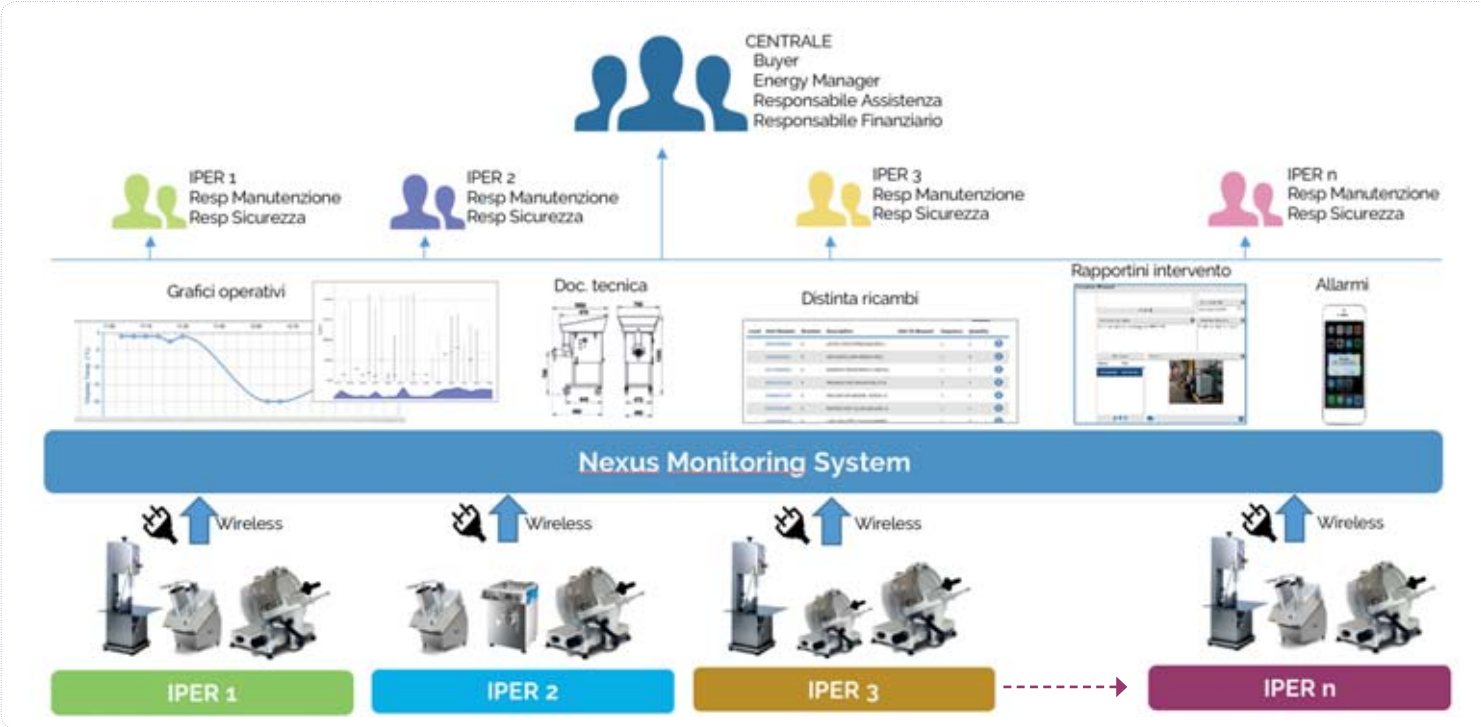 CENTRALE
Buyer
Energy Manager
Responsabile Assistenza
Responsabile Finanziario
IPER 1
Resp Manutenzione
Resp Sicurezza
IPER 2
Resp Manutenzione
Resp Sicurezza
IPER 3
Resp Manutenzione
Resp Sicurezza
IPER n
Resp Manutenzione
Resp Sicurezza
Grafici operativi
Doc. tecnica
Distinta ricambi
Rapportini intervento
Allarmi
Nexus Monitoring System
Wireless
Wireless
Wireless
Wireless
IPER 1
IPER 2
IPER 3
IPER n